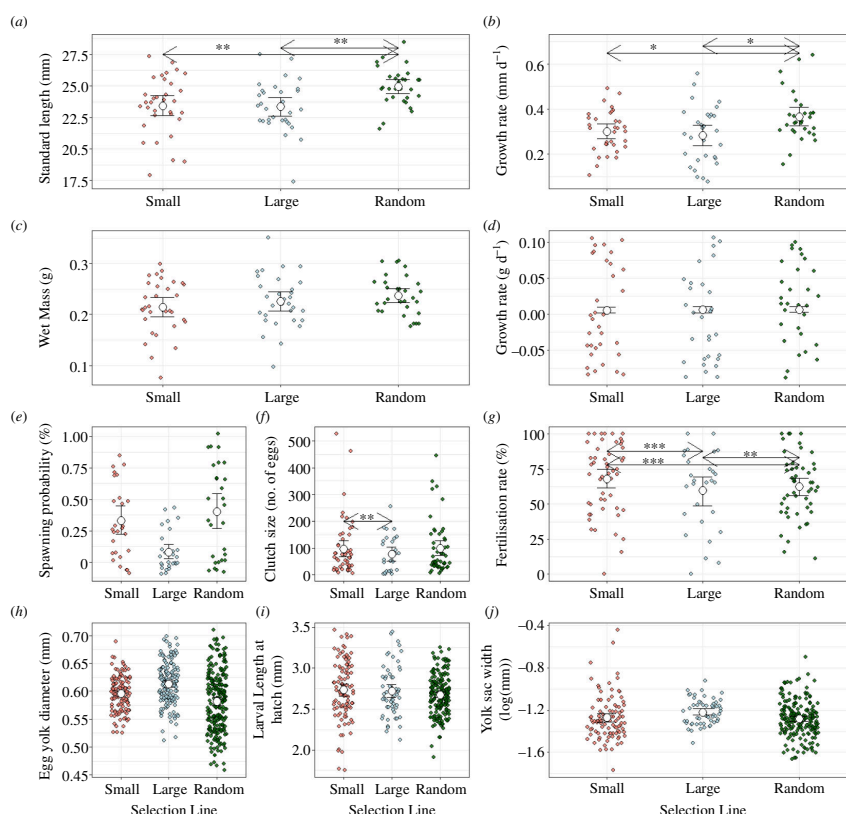 (a)
Standard length (mm)
27.5
25.0
22.5
20.5
17.5
** **
Small Large Random
(b)
Growth rate (mm d⁻¹)
0.6
0.4
0.2
* *
Small Large Random
(c)
Wet Mass (g)
0.3
0.2
0.1
Small Large Random
(d)
Growth rate (g d⁻¹)
0.10
0.05
0.00
−0.05
Small Large Random
(e)
Spawning probability (%)
1.00
0.75
0.50
0.25
0
Small Large Random
(f)
Clutch size (no. of eggs)
500
400
300
200
100
0
**
Small Large Random
(g)
Fertilisation rate (%)
100
75
50
25
0
***
**
***
Small Large Random
(h)
Egg yolk diameter (mm)
0.70
0.65
0.60
0.55
0.50
0.45
Small Large Random
Selection Line
(i)
Larval Length at
hatch (mm)
3.5
3.0
2.5
2.0
Small Large Random
Selection Line
(j)
Yolk sac width
(log(mm))
−0.4
−0.8
−1.2
−1.6
Small Large Random
Selection Line